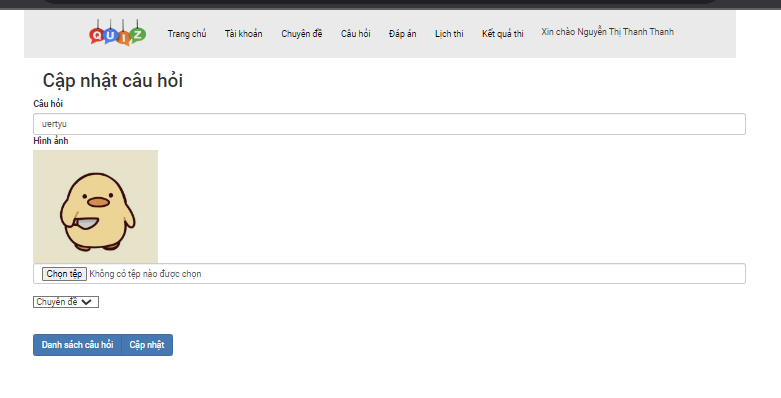 QUIZ Trang chủ Tài khoản Chuyên đề Câu hỏi Đáp án Lịch thi Kết quả thi Xin chào Nguyễn Thị Thanh Thanh
Cập nhật câu hỏi
Câu hỏi
uertyu
Hình ảnh
Chọn tệp Không có tệp nào được chọn
Chuyên đề
Danh sách câu hỏi Cập nhật